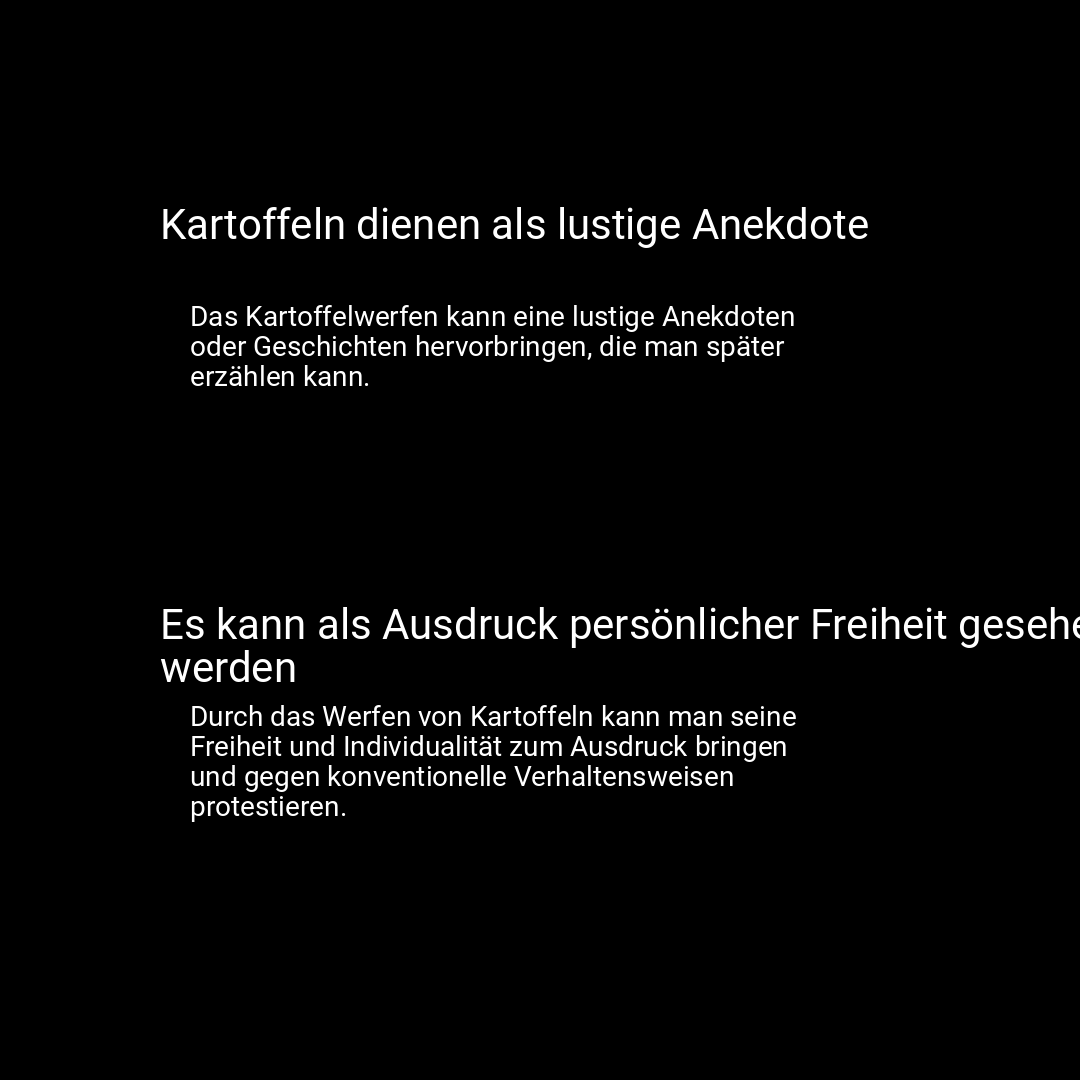 Kartoffeln dienen als lustige Anekdote
Das Kartoffelwerfen kann eine lustige Anekdoten
oder Geschichten hervorbringen, die man später
erzählen kann.
Es kann als Ausdruck persönlicher Freiheit gesehe
werden
Durch das Werfen von Kartoffeln kann man seine
Freiheit und Individualität zum Ausdruck bringen
und gegen konventionelle Verhaltensweisen
protestieren.